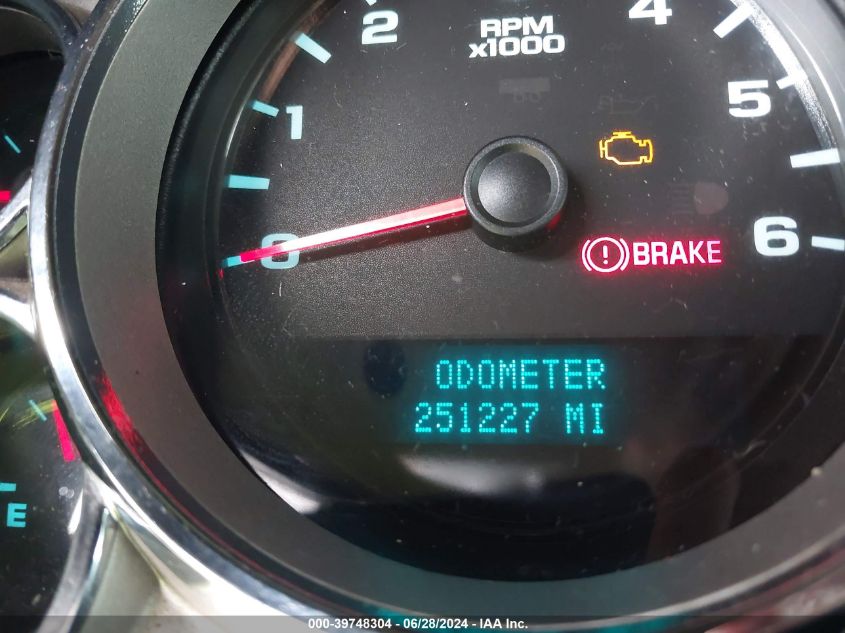 2
RPM
x1000
4
1
5
0
BRAKE
6
ODOMETER
251227 MI
E
000-39748304 / 06/28/2024 - IAA Inc.